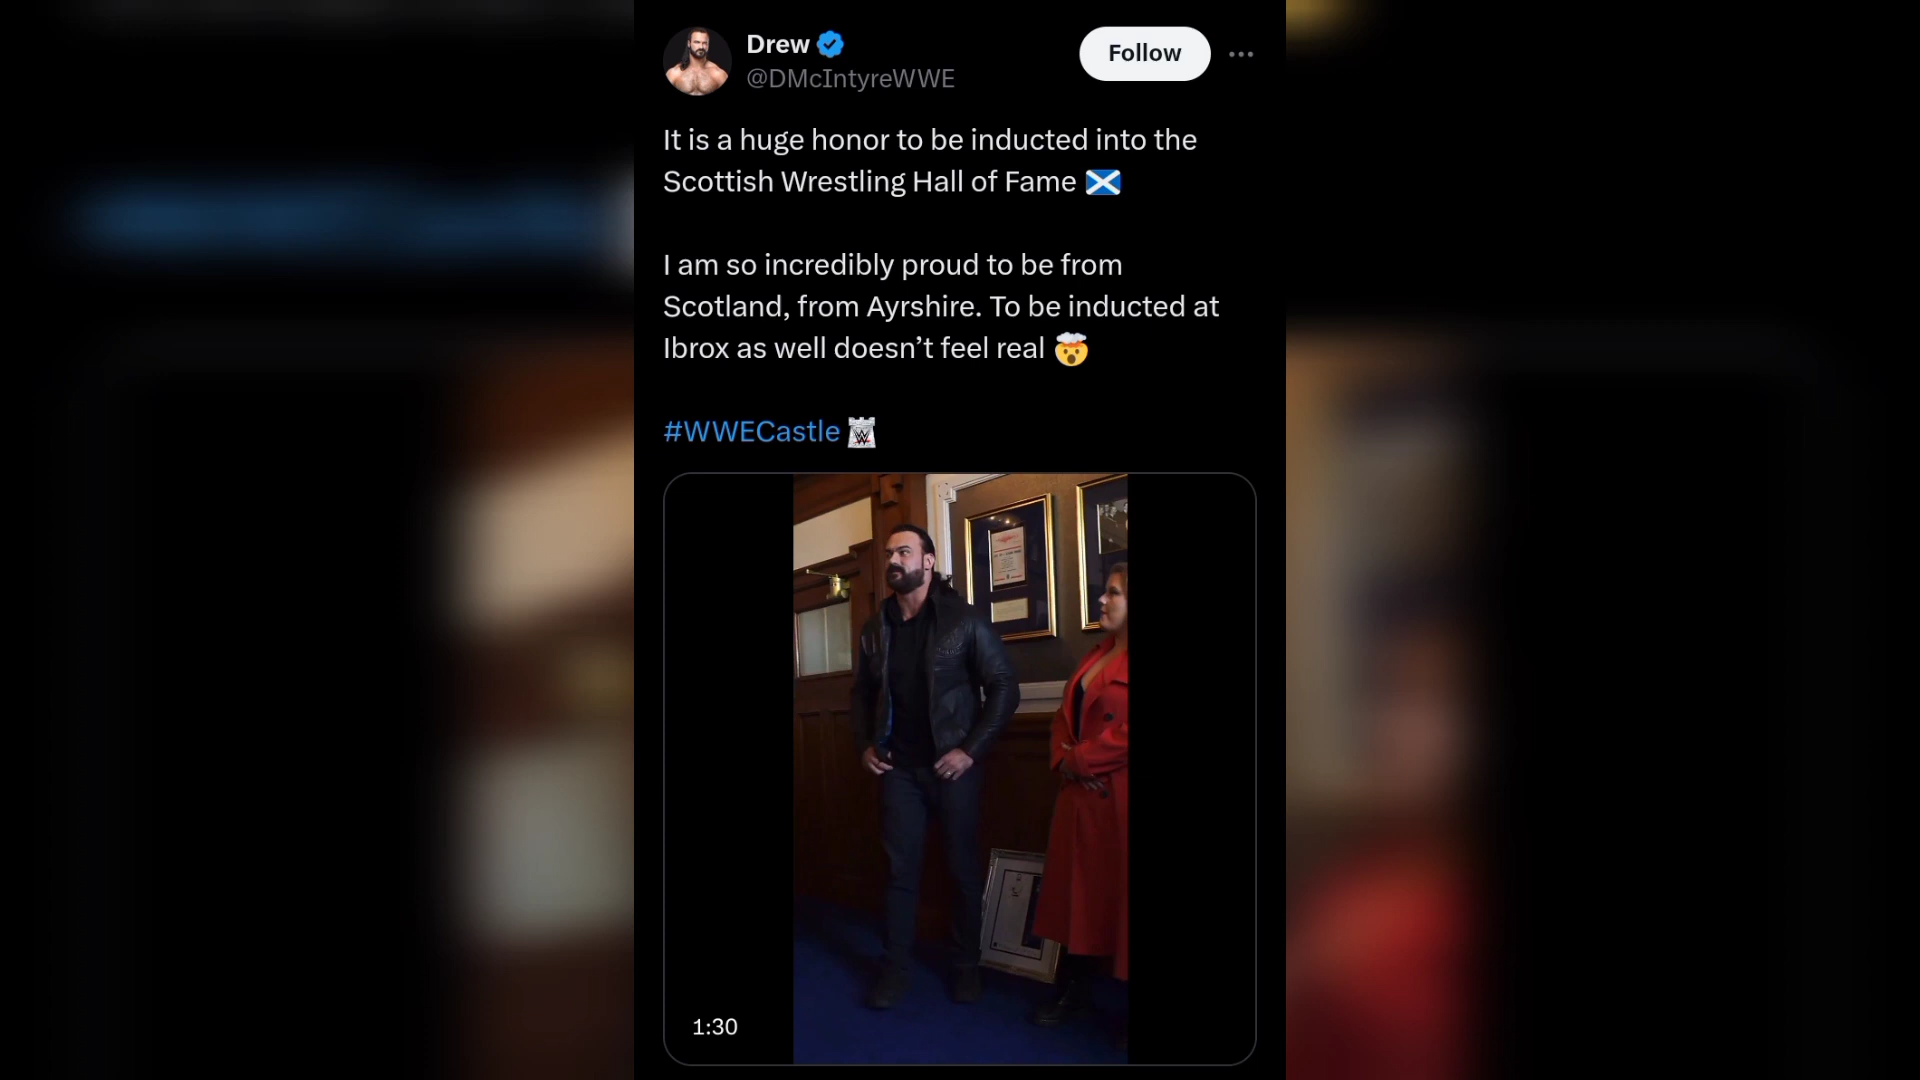 Drew
@DMcIntyreWWE
Follow
It is a huge honor to be inducted into the
Scottish Wrestling Hall of Fame 🏴󠁧󠁢󠁳󠁣󠁴󠁿
I am so incredibly proud to be from
Scotland, from Ayrshire. To be inducted at
Ibrox as well doesn’t feel real 🤯
#WWECastle
1:30